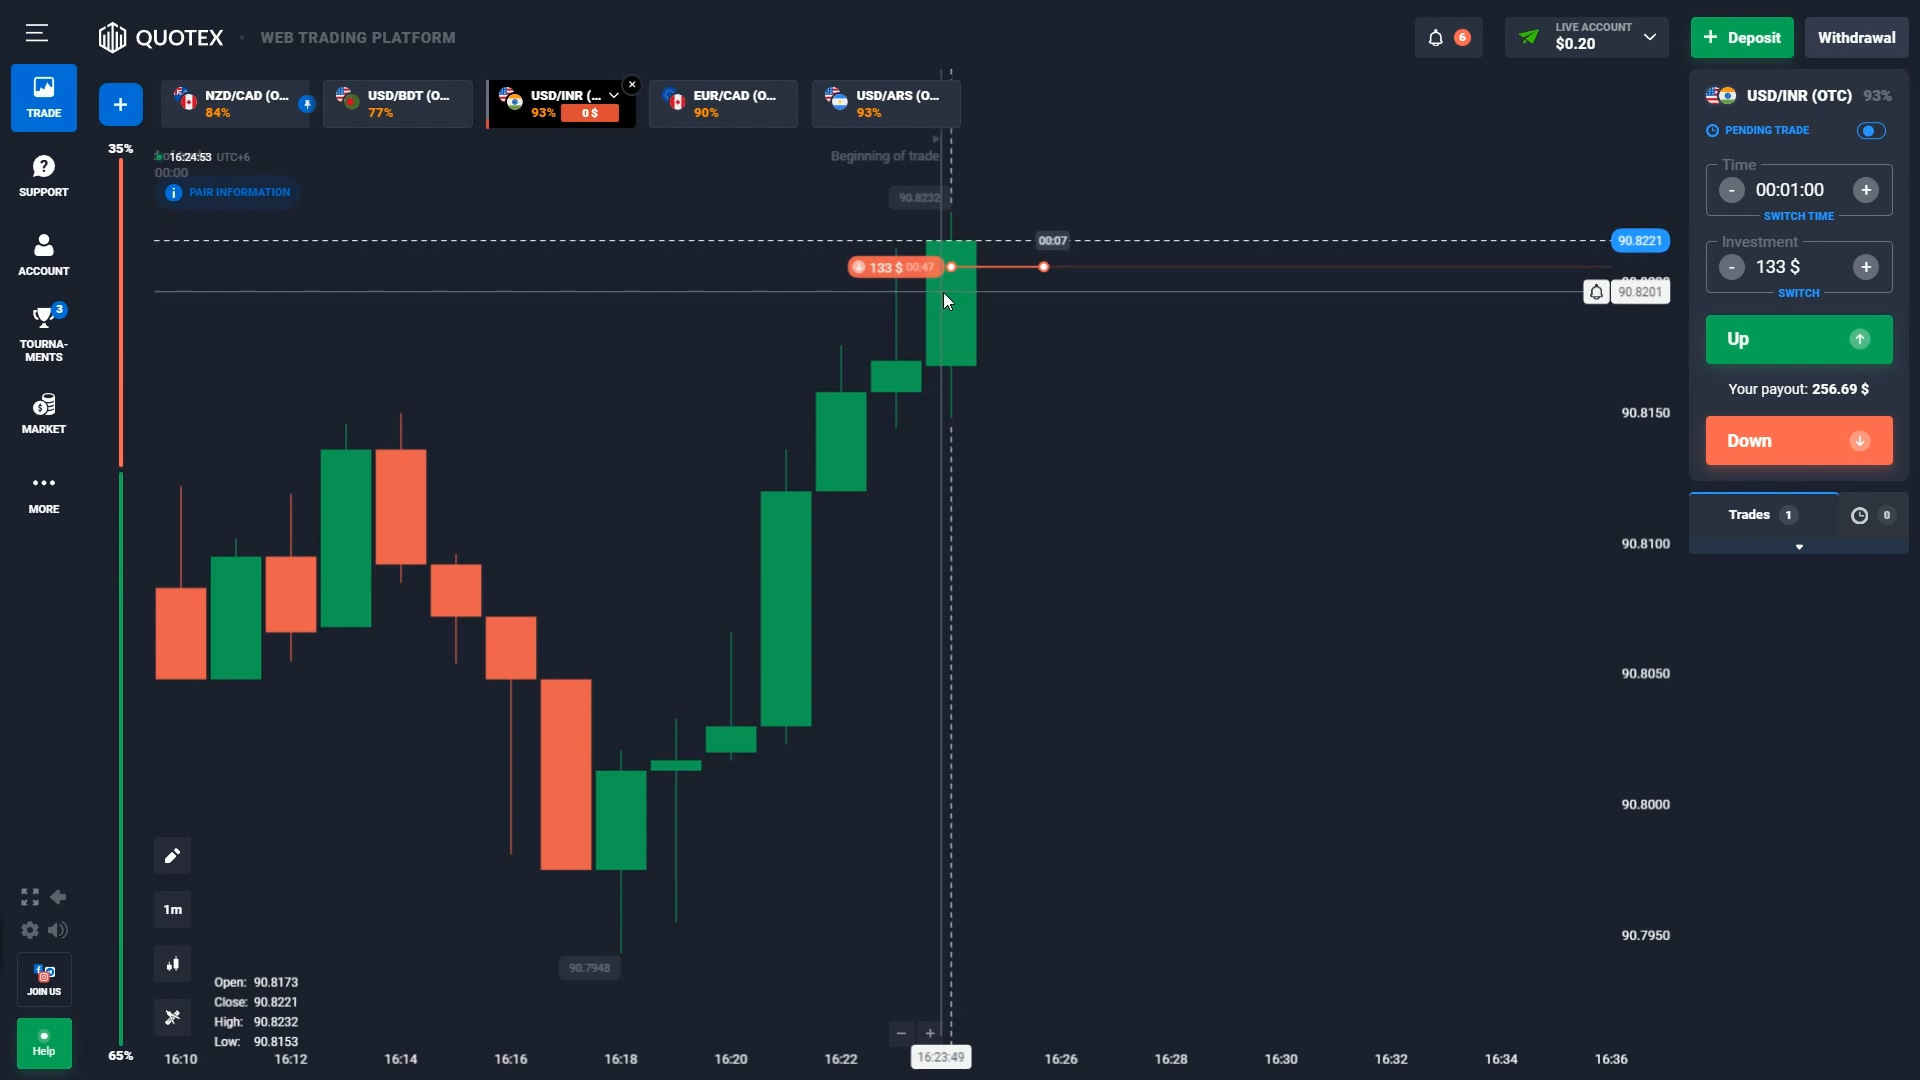 QUOTEX
WEB TRADING PLATFORM
6
LIVE ACCOUNT
$0.20
+ Deposit
Withdrawal
TRADE
SUPPORT
ACCOUNT
3
TOURNA-
MENTS
MARKET
MORE
JOIN US
Help
+
NZD/CAD (O...
84%
USD/BDT (O...
77%
USD/INR (...
93%
0 $
EUR/CAD (O...
90%
USD/ARS (O...
93%
35%
65%
16:24:53 UTC+6
00:00
PAIR INFORMATION
Beginning of trade
90.8232
00:07
133 $ 00:47
90.8221
90.8201
90.8150
90.8100
90.8050
90.8000
90.7950
90.7948
1m
Open: 90.8173
Close: 90.8221
High: 90.8232
Low: 90.8153
16:10
16:12
16:14
16:16
16:18
16:20
16:22
16:23:49
16:26
16:28
16:30
16:32
16:34
16:36
USD/INR (OTC) 93%
PENDING TRADE
Time
- 00:01:00 +
SWITCH TIME
Investment
- 133 $ +
SWITCH
Up
Your payout: 256.69 $
Down
Trades 1
0